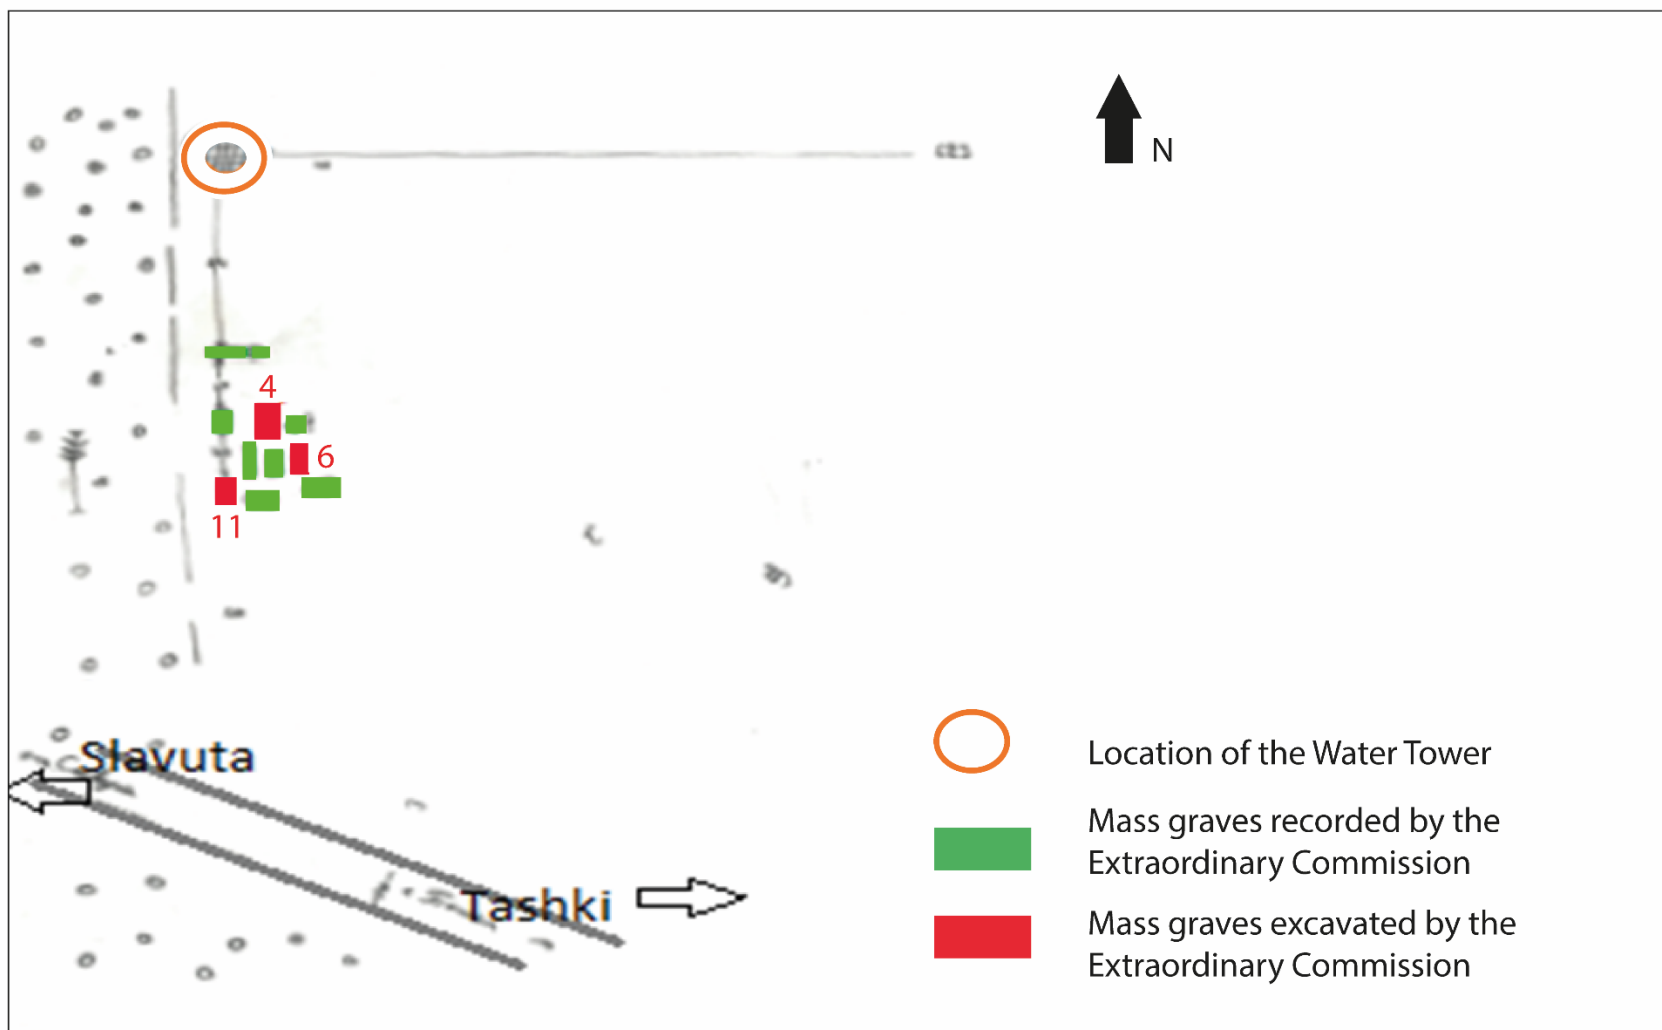 N
4
6
11
Slavuta
Tashki
Location of the Water Tower
Mass graves recorded by the
Extraordinary Commission
Mass graves excavated by the
Extraordinary Commission